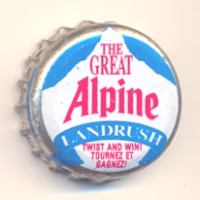 THE
GREAT
Alpine
LANDRUSH
TWIST AND WIN!
TOURNEZ ET
GAGNEZ!